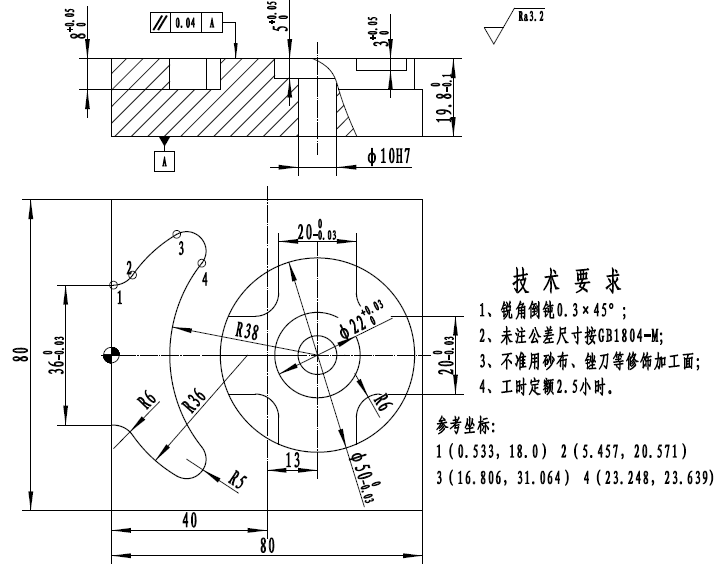 8 +0.05 0
// 0.04 A
5 +0.05 0
3 +0.05 0
19.8 0 -0.1
Ra3.2
A
φ10H7
20 0 -0.03
1
2
3
4
R38
φ22 +0.03 0
80
36 0 -0.03
20 0 -0.03
R6
R36
R6
R5
13
φ50 0 -0.03
40
80
技术要求
1、锐角倒钝0.3×45°；
2、未注公差尺寸按GB1804-M；
3、不准用砂布、锉刀等修饰加工面；
4、工时定额2.5小时。
参考坐标：
1（0.533，18.0） 2（5.457，20.571）
3（16.806，31.064） 4（23.248，23.639）